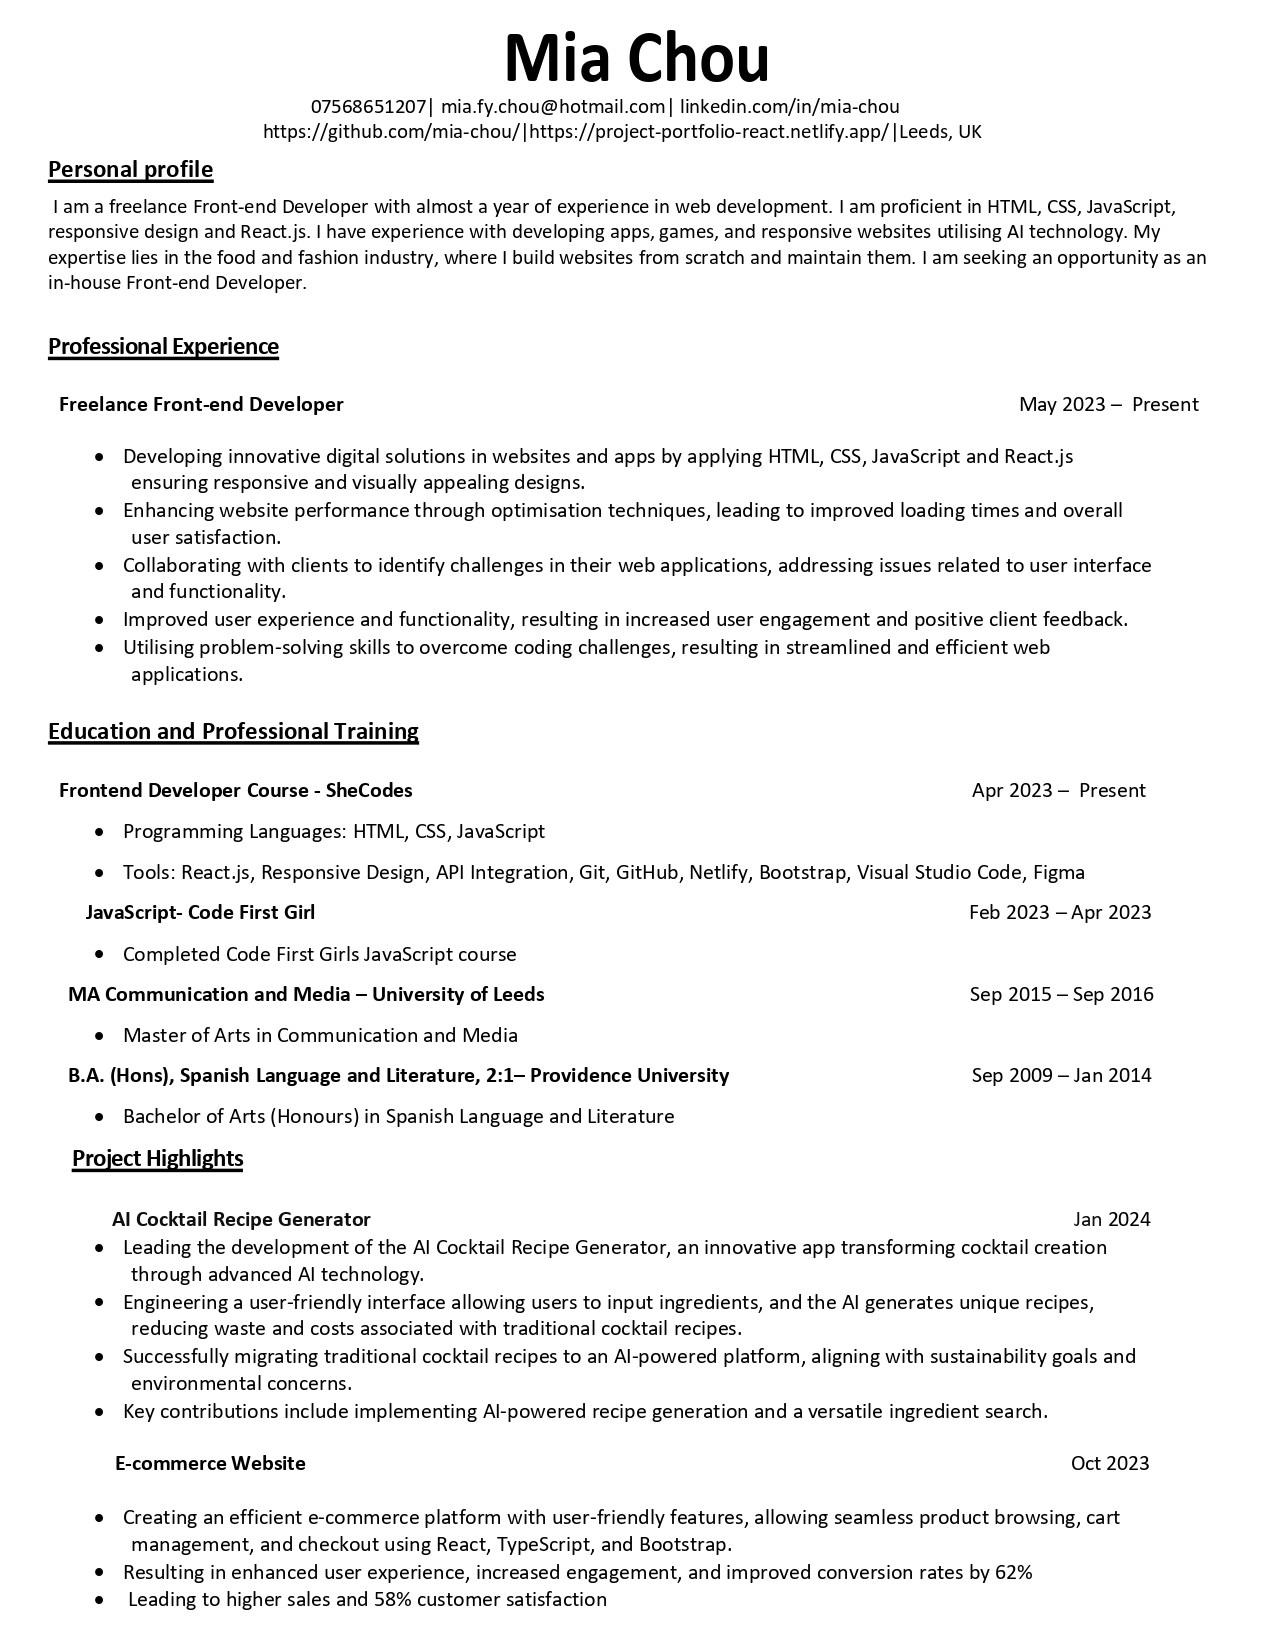 Mia Chou
07568651207| mia.fy.chou@hotmail.com| linkedin.com/in/mia-chou
https://github.com/mia-chou/|https://project-portfolio-react.netlify.app/|Leeds, UK
Personal profile
I am a freelance Front-end Developer with almost a year of experience in web development. I am proficient in HTML, CSS, JavaScript,
responsive design and React.js. I have experience with developing apps, games, and responsive websites utilising AI technology. My
expertise lies in the food and fashion industry, where I build websites from scratch and maintain them. I am seeking an opportunity as an
in-house Front-end Developer.
Professional Experience
Freelance Front-end Developer May 2023 – Present
• Developing innovative digital solutions in websites and apps by applying HTML, CSS, JavaScript and React.js
ensuring responsive and visually appealing designs.
• Enhancing website performance through optimisation techniques, leading to improved loading times and overall
user satisfaction.
• Collaborating with clients to identify challenges in their web applications, addressing issues related to user interface
and functionality.
• Improved user experience and functionality, resulting in increased user engagement and positive client feedback.
• Utilising problem-solving skills to overcome coding challenges, resulting in streamlined and efficient web
applications.
Education and Professional Training
Frontend Developer Course - SheCodes Apr 2023 – Present
• Programming Languages: HTML, CSS, JavaScript
• Tools: React.js, Responsive Design, API Integration, Git, GitHub, Netlify, Bootstrap, Visual Studio Code, Figma
JavaScript- Code First Girl Feb 2023 – Apr 2023
• Completed Code First Girls JavaScript course
MA Communication and Media – University of Leeds Sep 2015 – Sep 2016
• Master of Arts in Communication and Media
B.A. (Hons), Spanish Language and Literature, 2:1– Providence University Sep 2009 – Jan 2014
• Bachelor of Arts (Honours) in Spanish Language and Literature
Project Highlights
AI Cocktail Recipe Generator Jan 2024
• Leading the development of the AI Cocktail Recipe Generator, an innovative app transforming cocktail creation
through advanced AI technology.
• Engineering a user-friendly interface allowing users to input ingredients, and the AI generates unique recipes,
reducing waste and costs associated with traditional cocktail recipes.
• Successfully migrating traditional cocktail recipes to an AI-powered platform, aligning with sustainability goals and
environmental concerns.
• Key contributions include implementing AI-powered recipe generation and a versatile ingredient search.
E-commerce Website Oct 2023
• Creating an efficient e-commerce platform with user-friendly features, allowing seamless product browsing, cart
management, and checkout using React, TypeScript, and Bootstrap.
• Resulting in enhanced user experience, increased engagement, and improved conversion rates by 62%
• Leading to higher sales and 58% customer satisfaction